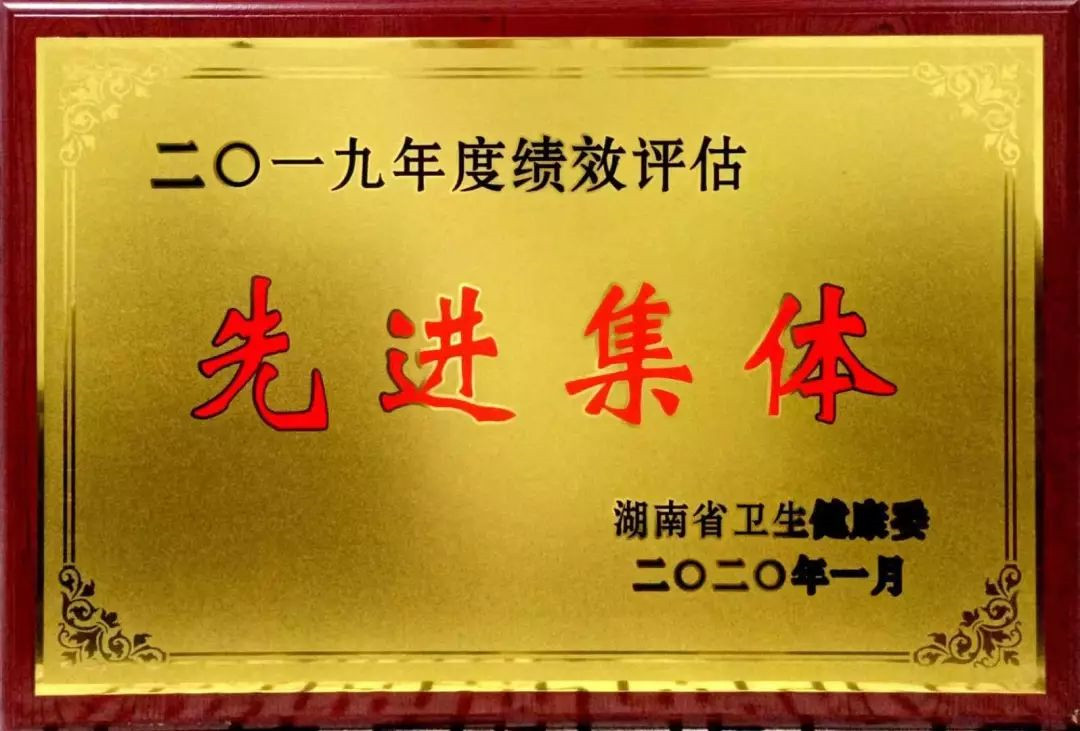 二〇一九年度绩效评估
先进集体
湖南省卫生健康委
二〇二〇年一月